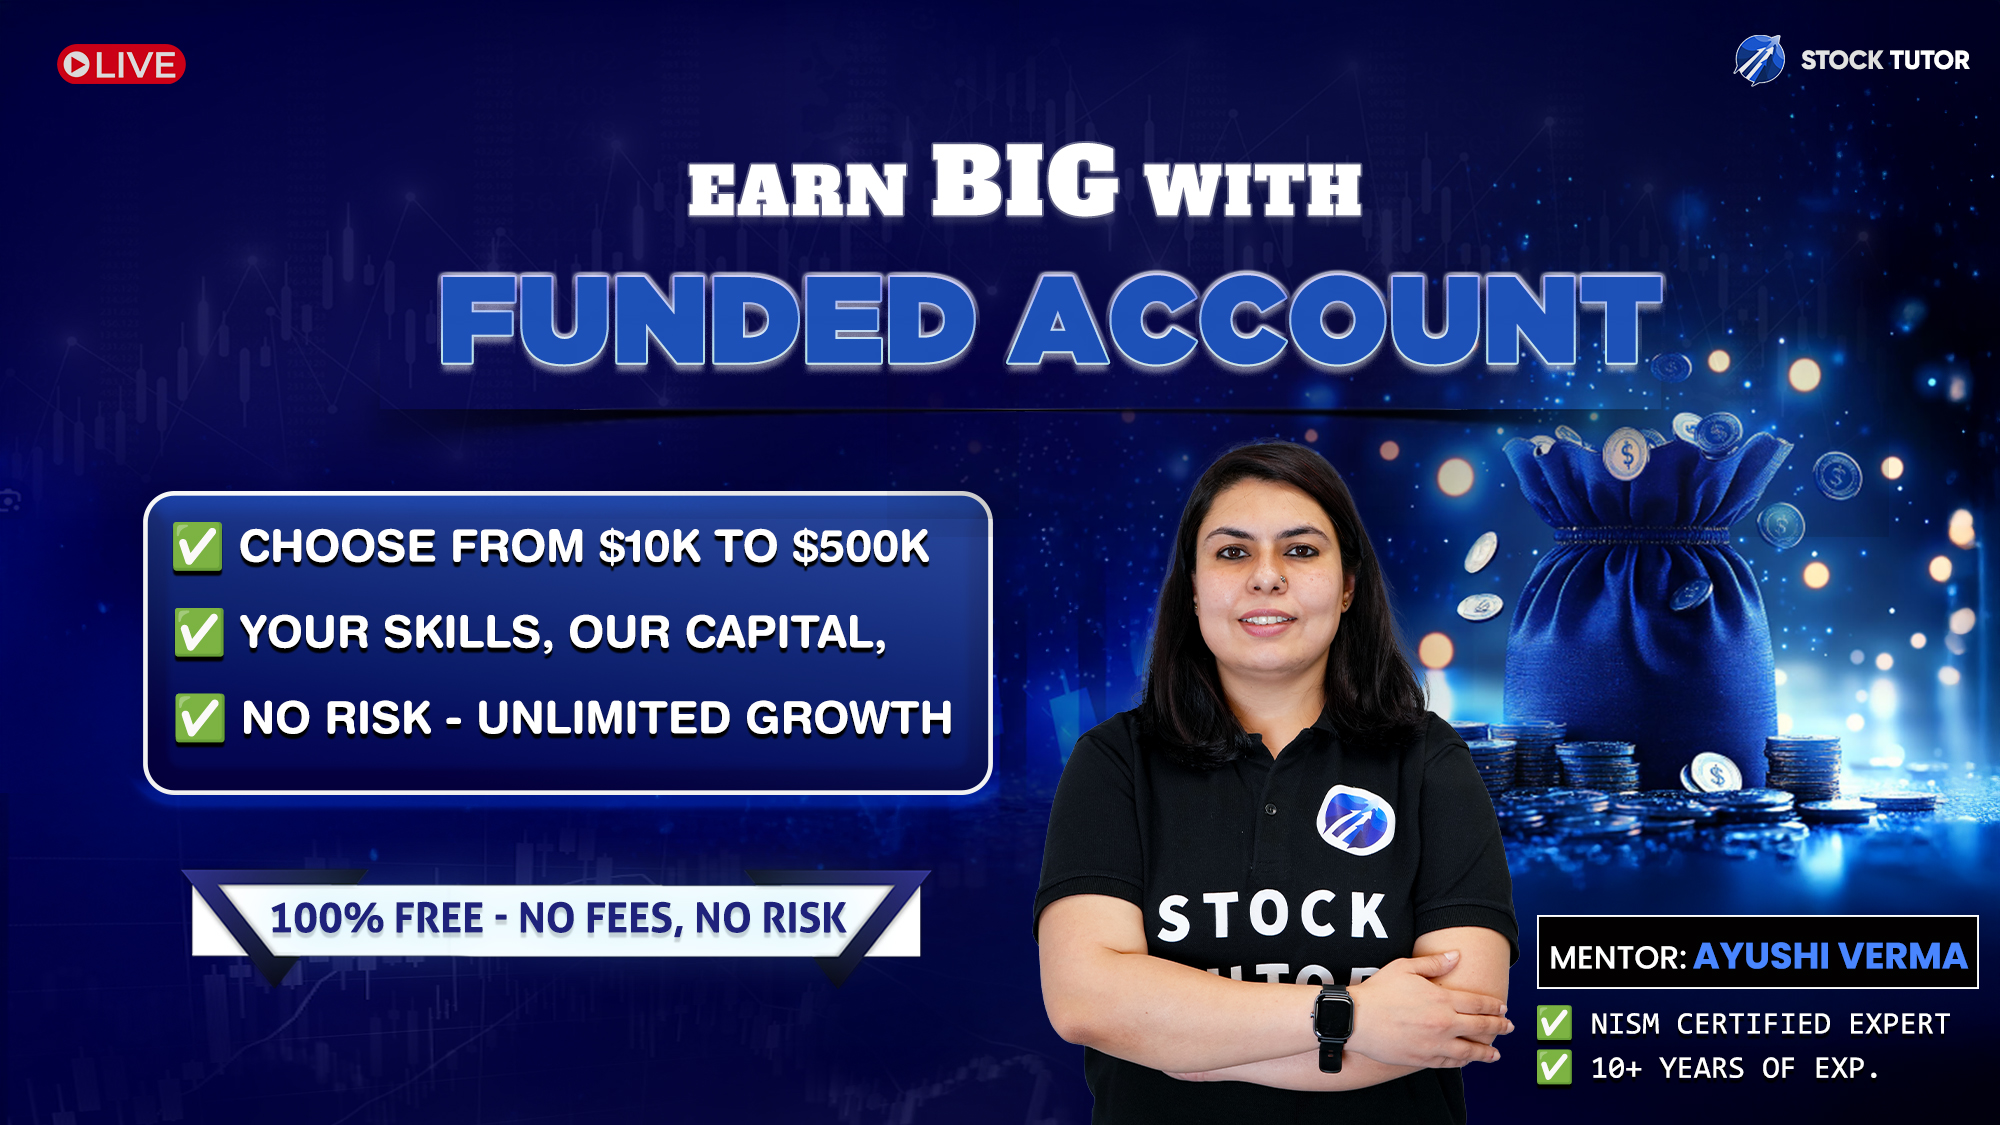 LIVE
STOCK TUTOR
EARN BIG WITH
FUNDED ACCOUNT
✅ CHOOSE FROM $10K TO $500K
✅ YOUR SKILLS, OUR CAPITAL,
✅ NO RISK - UNLIMITED GROWTH
100% FREE - NO FEES, NO RISK
STOCK
TUTOR
MENTOR: AYUSHI VERMA
✅ NISM CERTIFIED EXPERT
✅ 10+ YEARS OF EXP.